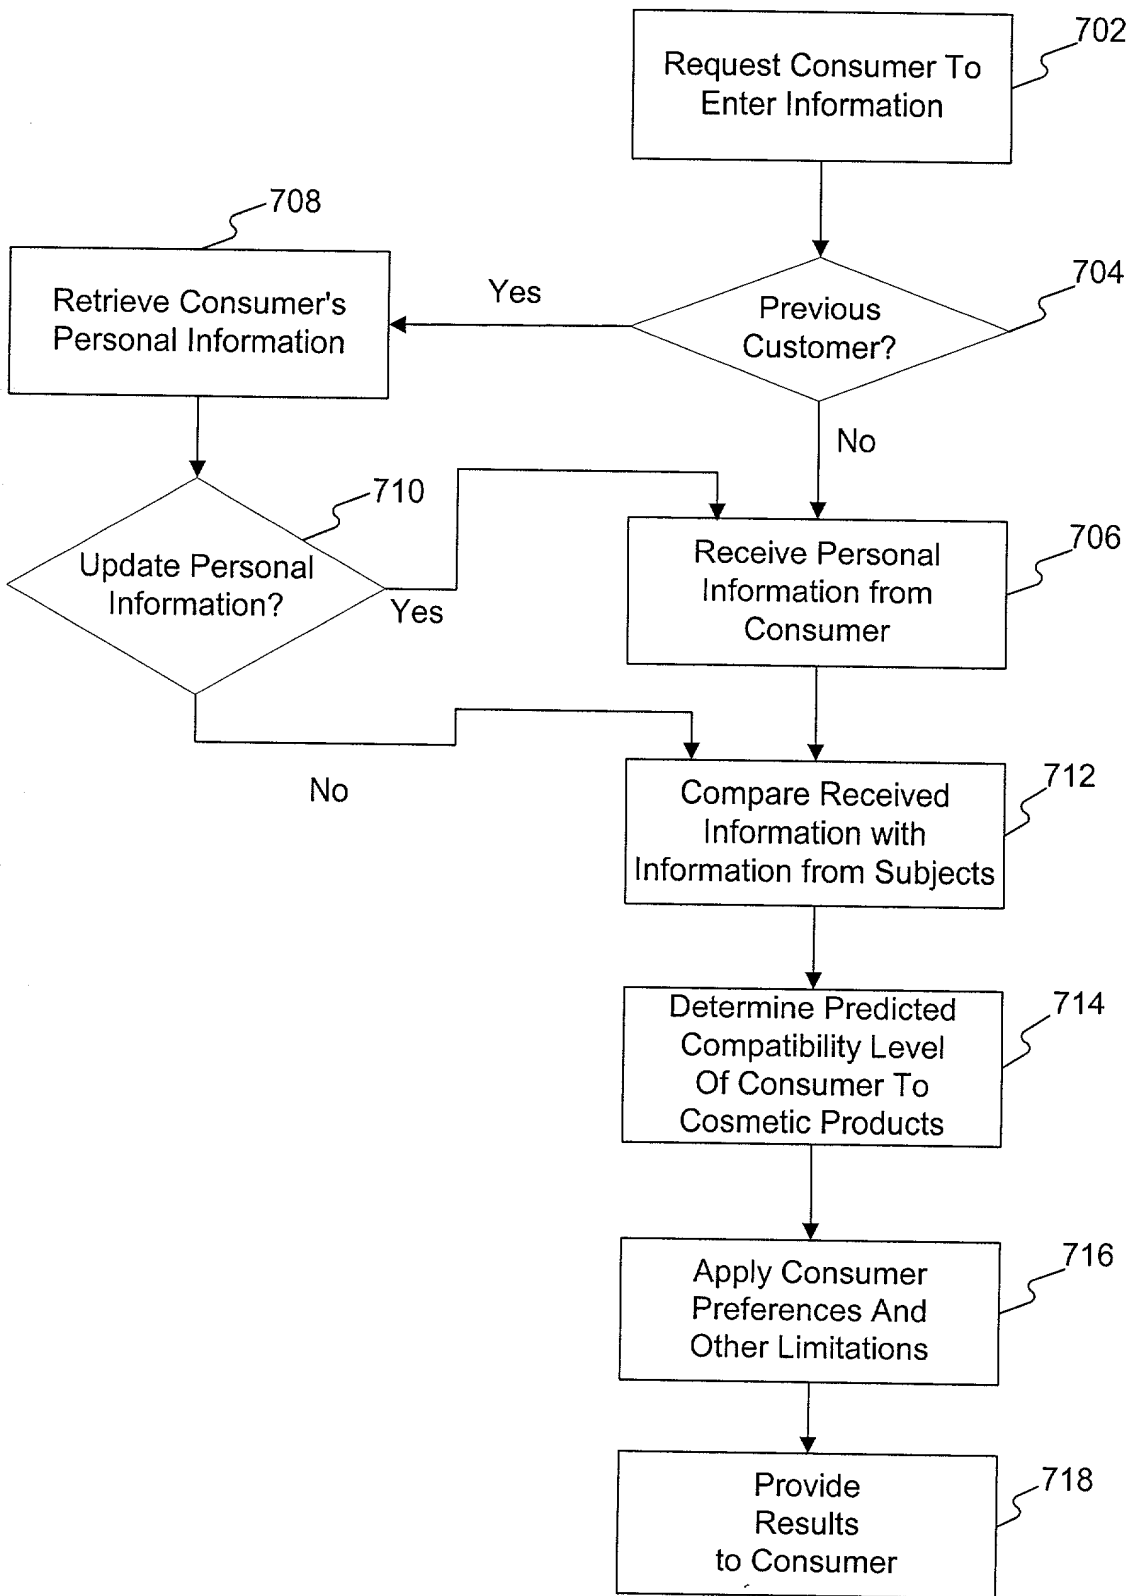 702
Request Consumer To
Enter Information
708
704
Retrieve Consumer's
Personal Information
Yes
Previous
Customer?
No
710
Update Personal
Information?
Yes
706
Receive Personal
Information from
Consumer
No
712
Compare Received
Information with
Information from Subjects
714
Determine Predicted
Compatibility Level
Of Consumer To
Cosmetic Products
716
Apply Consumer
Preferences And
Other Limitations
718
Provide
Results
to Consumer